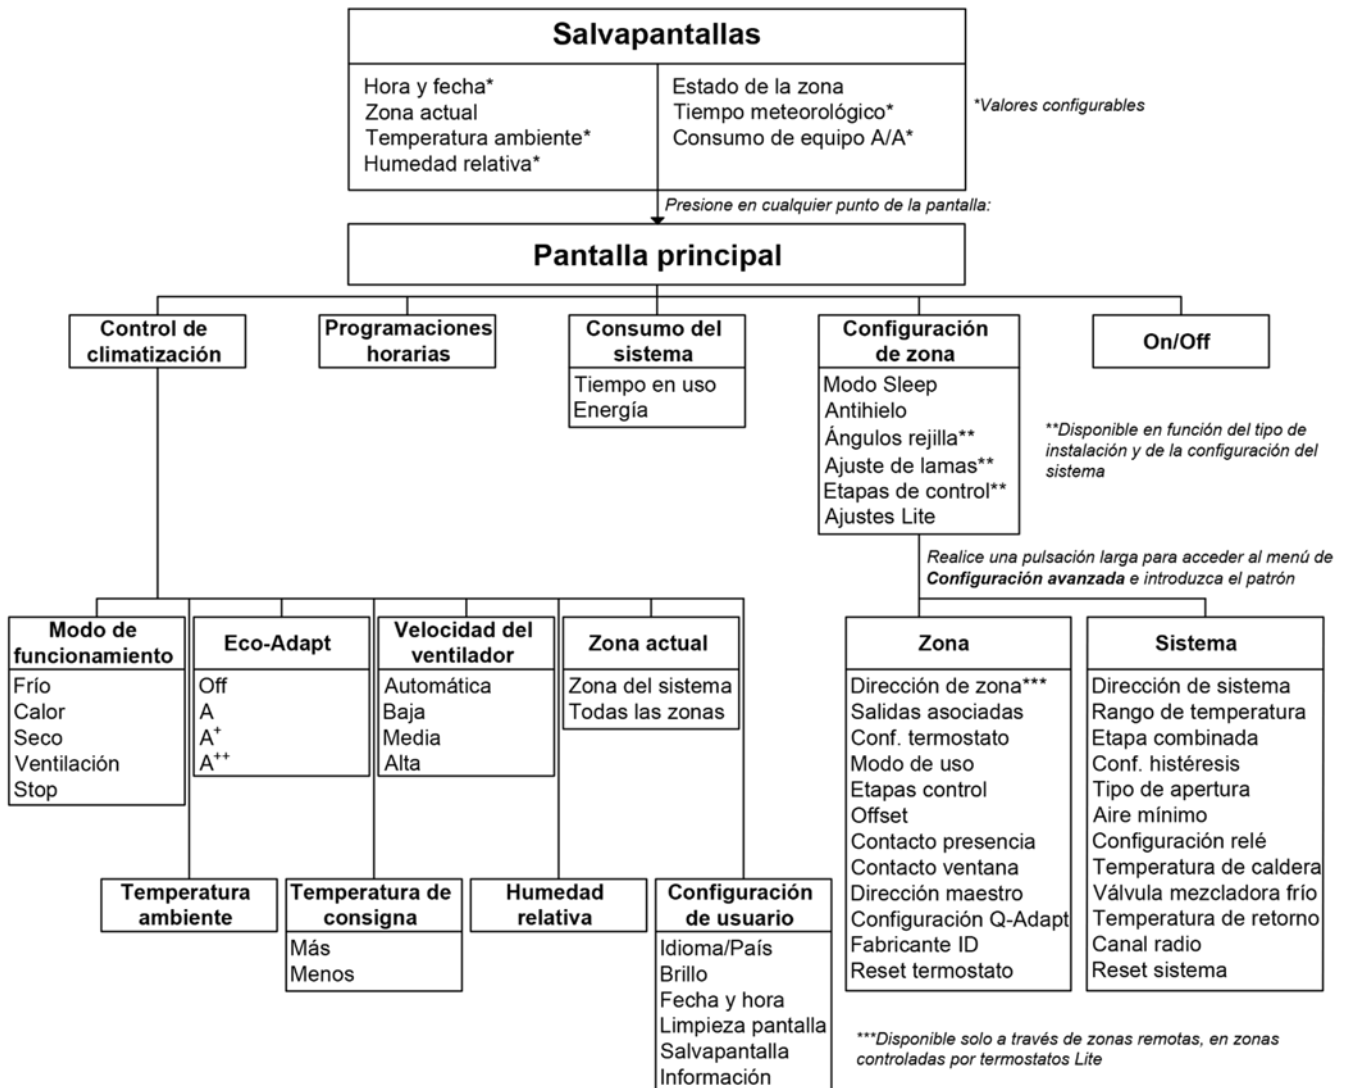 Salvapantallas
Hora y fecha*
Zona actual
Temperatura ambiente*
Humedad relativa*
Estado de la zona
Tiempo meteorológico*
Consumo de equipo A/A*
*Valores configurables
Presione en cualquier punto de la pantalla:
Pantalla principal
Control de
climatización
Programaciones
horarias
Consumo del
sistema
Tiempo en uso
Energía
Configuración
de zona
Modo Sleep
Antihielo
Ángulos rejilla**
Ajuste de lamas**
Etapas de control**
Ajustes Lite
On/Off
**Disponible en función del tipo de
instalación y de la configuración del
sistema
Realice una pulsación larga para acceder al menú de
Configuración avanzada e introduzca el patrón
Modo de
funcionamiento
Frío
Calor
Seco
Ventilación
Stop
Eco-Adapt
Off
A
A+
A++
Velocidad del
ventilador
Automática
Baja
Media
Alta
Zona actual
Zona del sistema
Todas las zonas
Temperatura
ambiente
Temperatura de
consigna
Más
Menos
Humedad
relativa
Configuración
de usuario
Idioma/País
Brillo
Fecha y hora
Limpieza pantalla
Salvapantalla
Información
Zona
Dirección de zona***
Salidas asociadas
Conf. termostato
Modo de uso
Etapas control
Offset
Contacto presencia
Contacto ventana
Dirección maestro
Configuración Q-Adapt
Fabricante ID
Reset termostato
Sistema
Dirección de sistema
Rango de temperatura
Etapa combinada
Conf. histéresis
Tipo de apertura
Aire mínimo
Configuración relé
Temperatura de caldera
Válvula mezcladora frío
Temperatura de retorno
Canal radio
Reset sistema
***Disponible solo a través de zonas remotas, en zonas
controladas por termostatos Lite